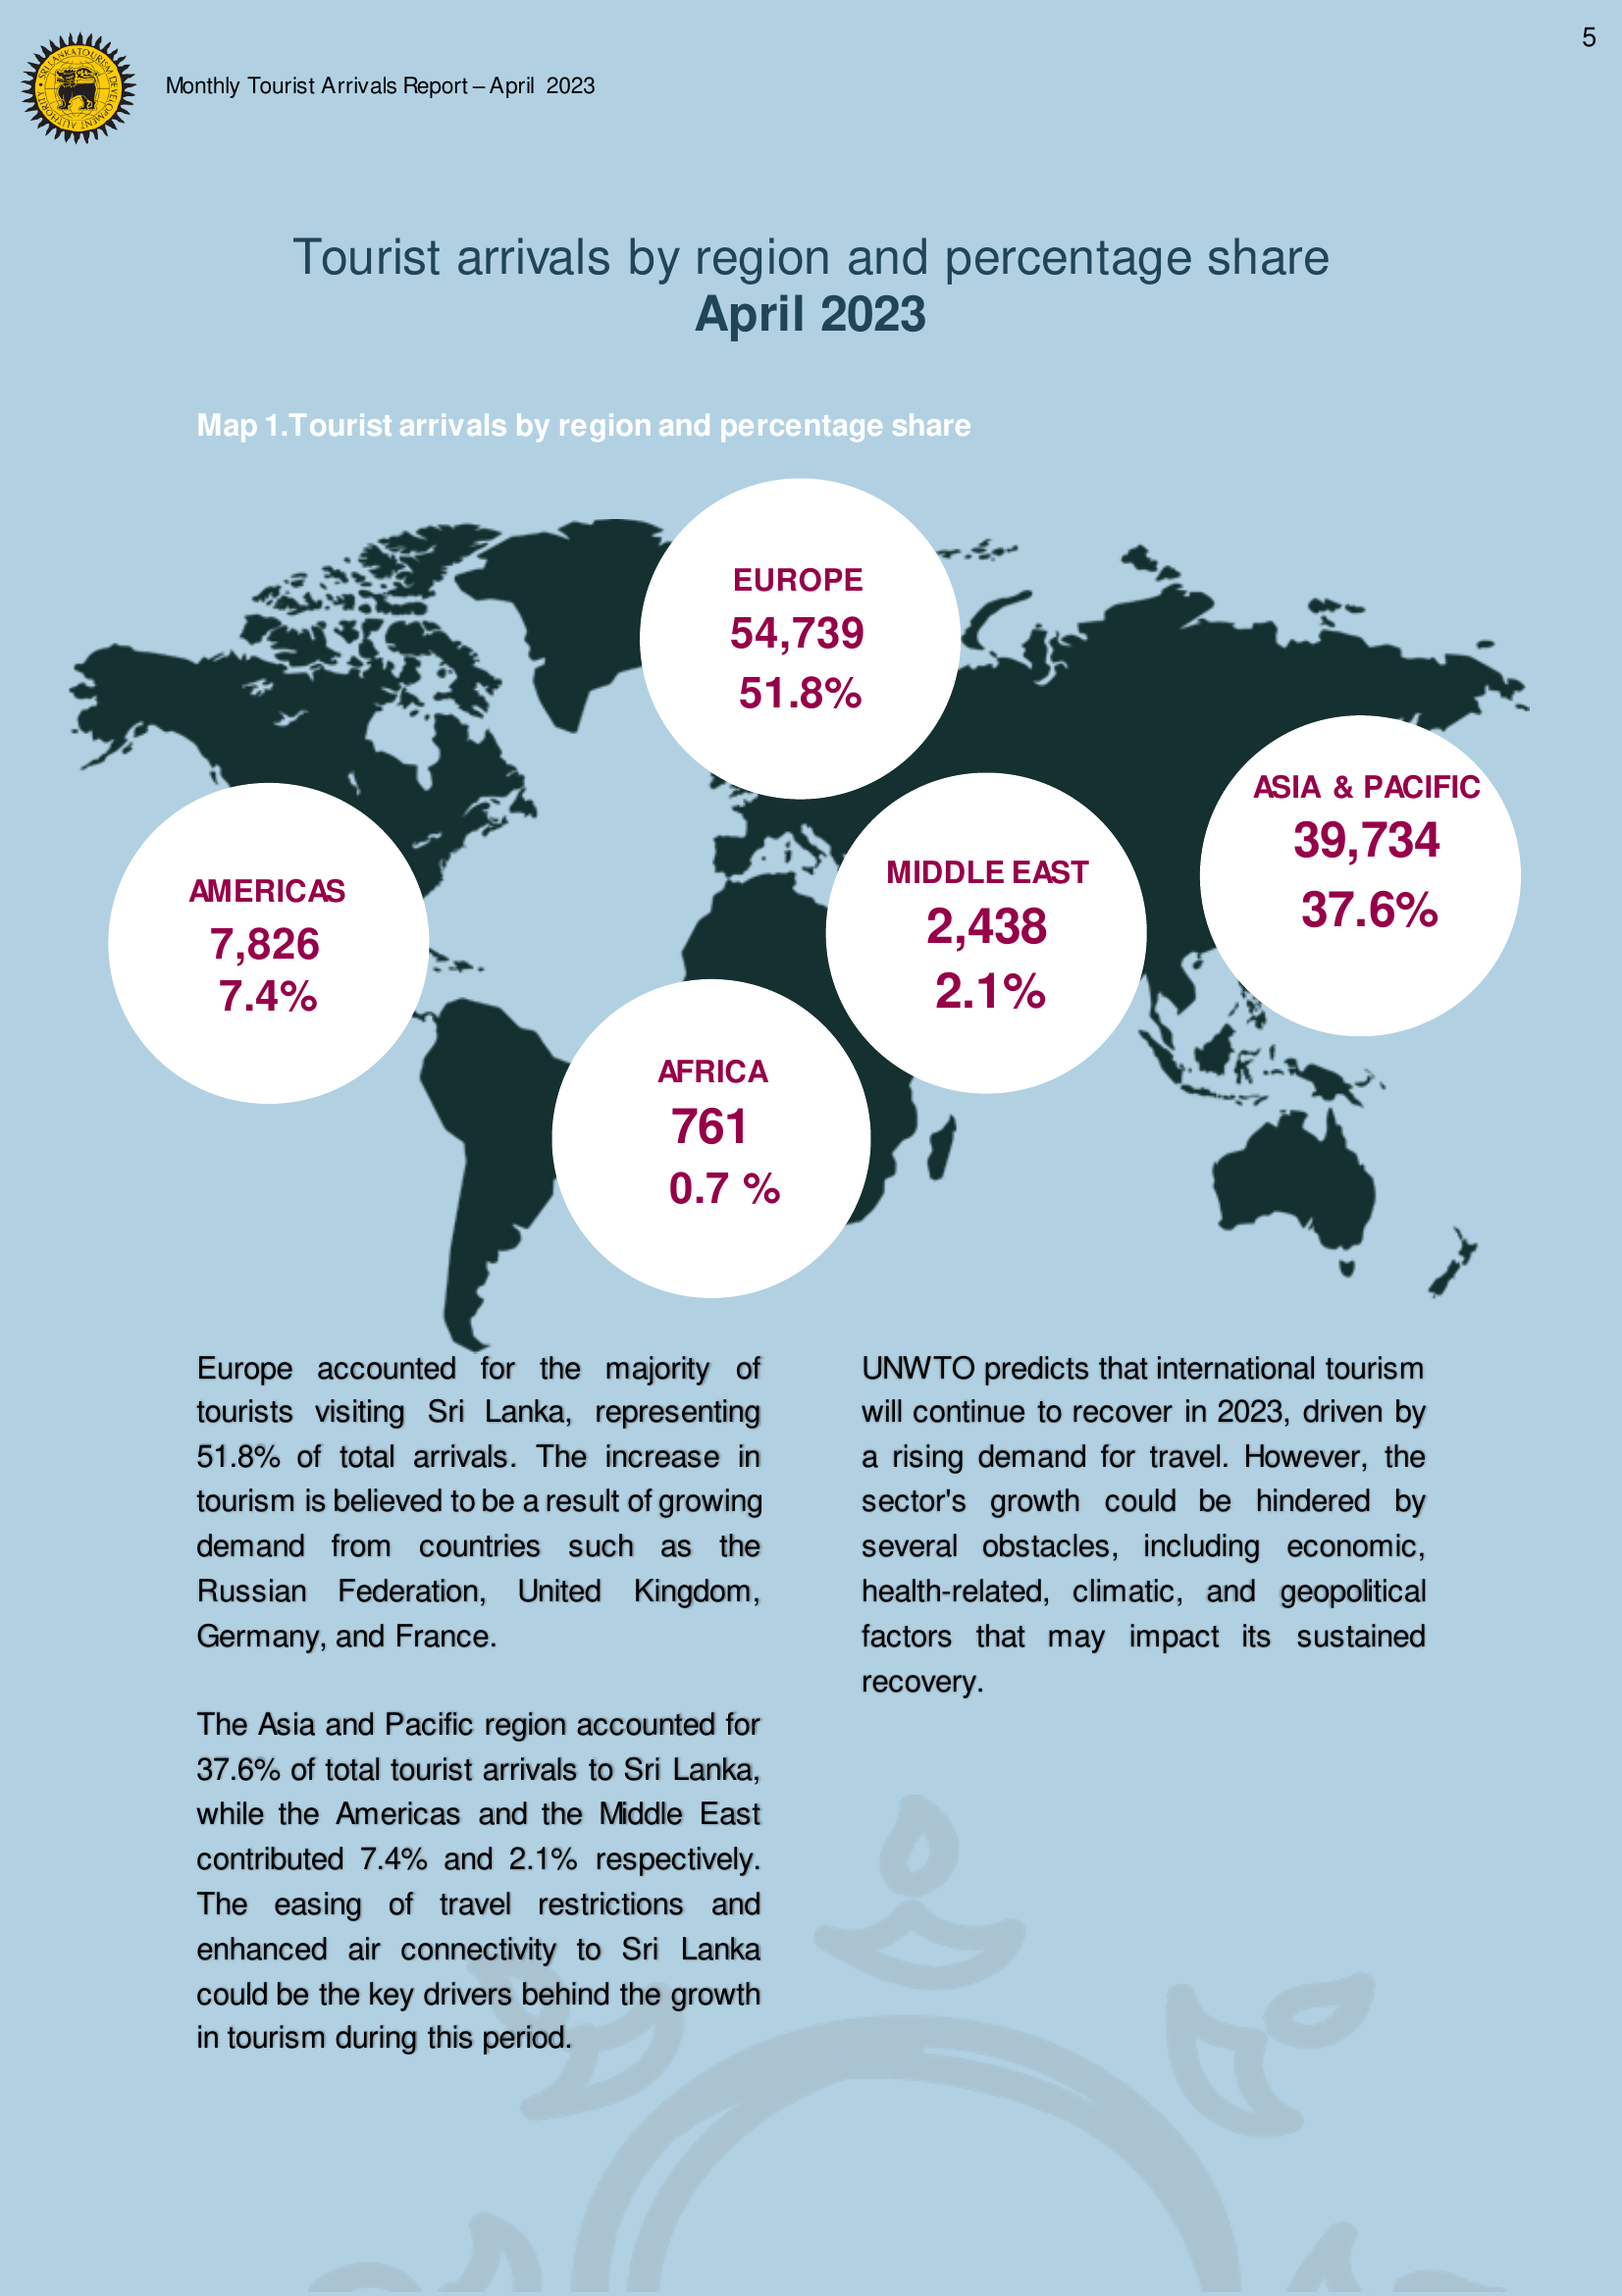 5
SRI LANKA TOURISM DEVELOPMENT AUTHORITY
Monthly Tourist Arrivals Report – April 2023
Tourist arrivals by region and percentage share
April 2023
Map 1.Tourist arrivals by region and percentage share
EUROPE
54,739
51.8%
ASIA & PACIFIC
39,734
37.6%
MIDDLE EAST
2,438
2.1%
AMERICAS
7,826
7.4%
AFRICA
761
0.7 %
Europe accounted for the majority of
tourists visiting Sri Lanka, representing
51.8% of total arrivals. The increase in
tourism is believed to be a result of growing
demand from countries such as the
Russian Federation, United Kingdom,
Germany, and France.
The Asia and Pacific region accounted for
37.6% of total tourist arrivals to Sri Lanka,
while the Americas and the Middle East
contributed 7.4% and 2.1% respectively.
The easing of travel restrictions and
enhanced air connectivity to Sri Lanka
could be the key drivers behind the growth
in tourism during this period.
UNWTO predicts that international tourism
will continue to recover in 2023, driven by
a rising demand for travel. However, the
sector's growth could be hindered by
several obstacles, including economic,
health-related, climatic, and geopolitical
factors that may impact its sustained
recovery.